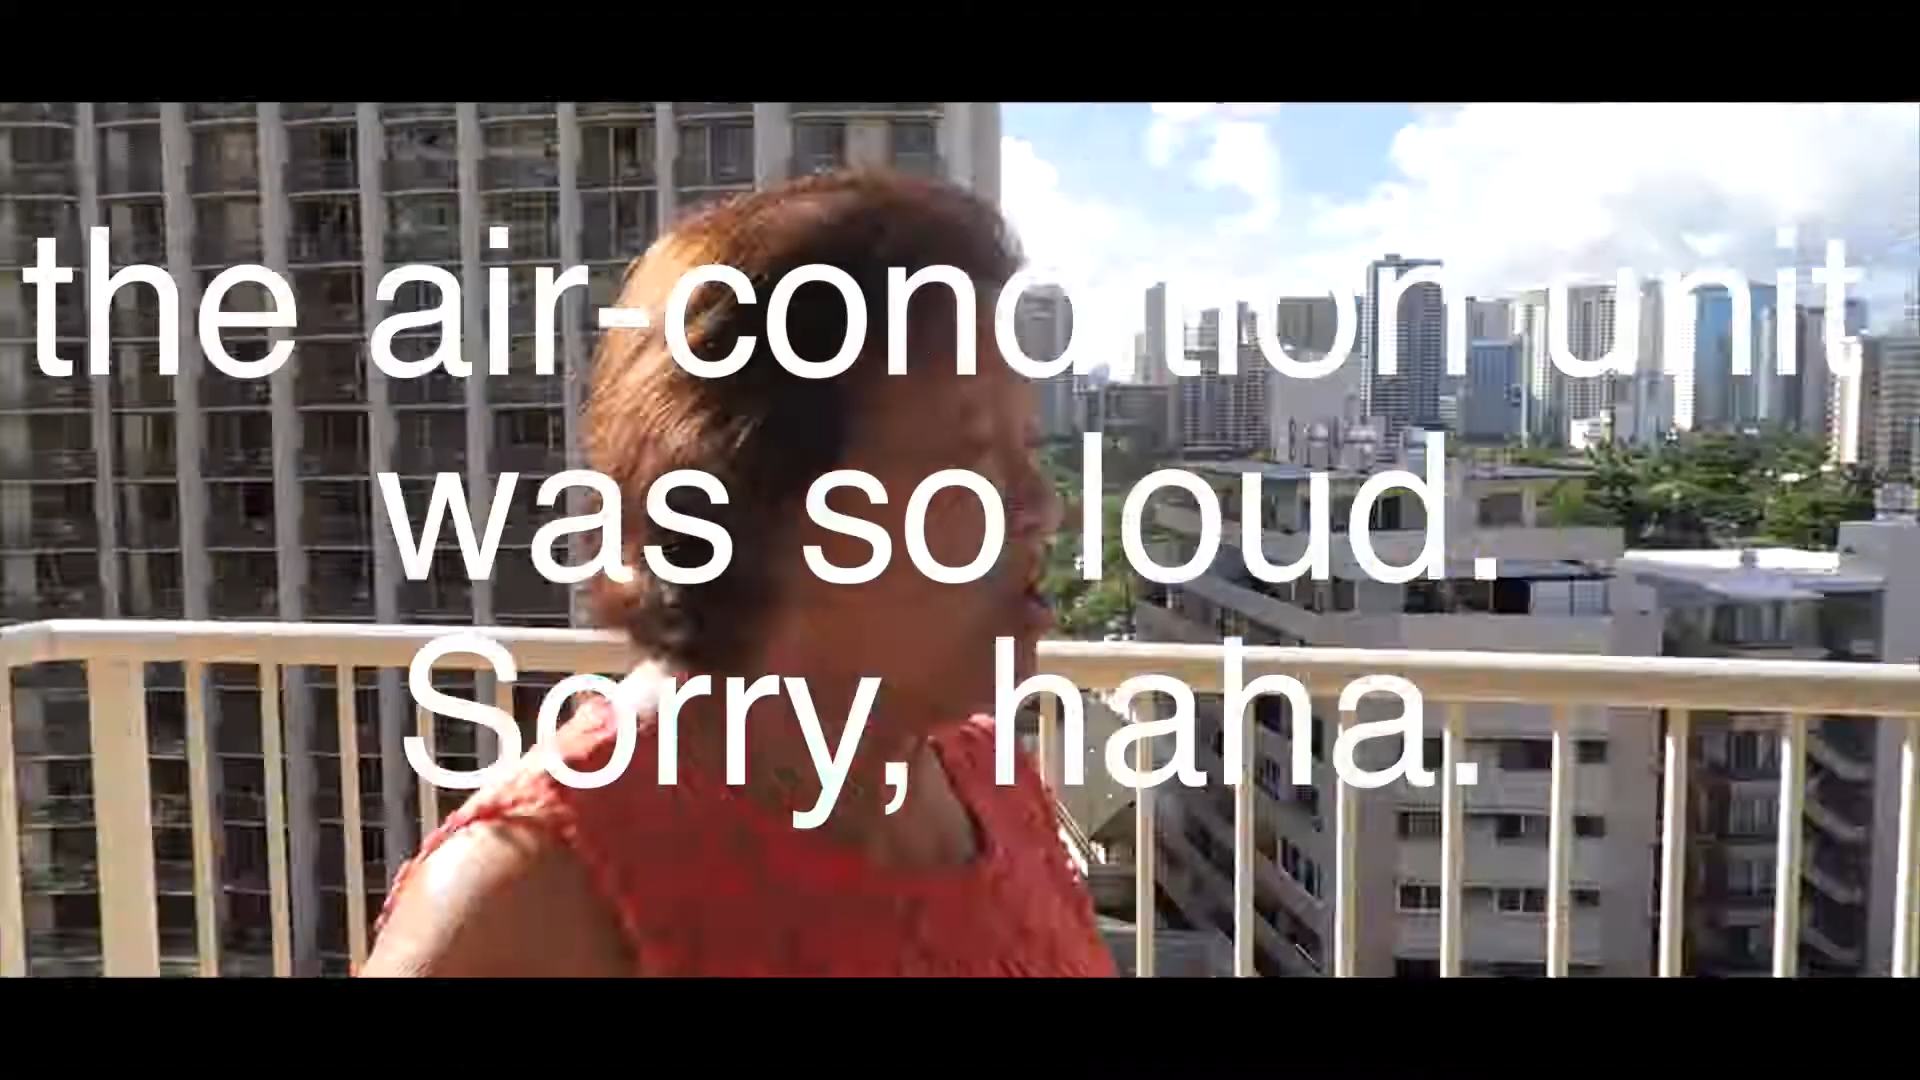 the air-condition unit
was so loud.
Sorry, haha.